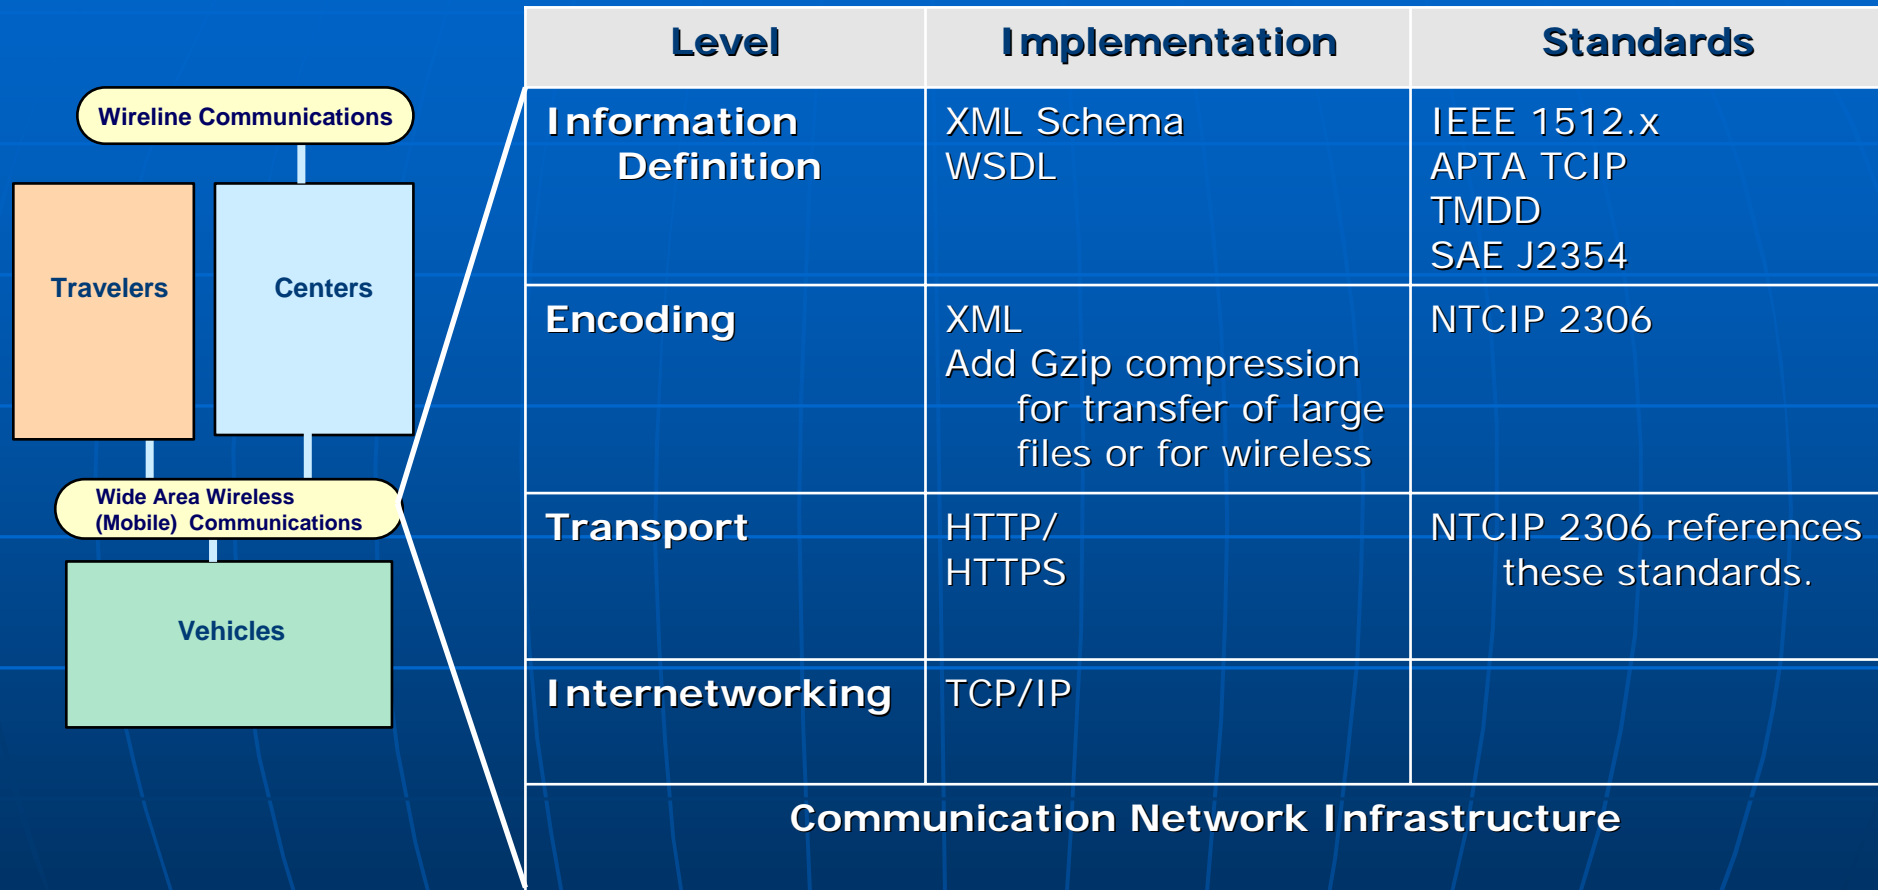 Wireline Communications
Travelers
Centers
Wide Area Wireless
(Mobile) Communications
Vehicles
Level
Implementation
Standards
Information
Definition
XML Schema
WSDL
IEEE 1512.x
APTA TCIP
TMDD
SAE J2354
Encoding
XML
Add Gzip compression
for transfer of large
files or for wireless
NTCIP 2306
Transport
HTTP/
HTTPS
NTCIP 2306 references
these standards.
Internetworking
TCP/IP
Communication Network Infrastructure